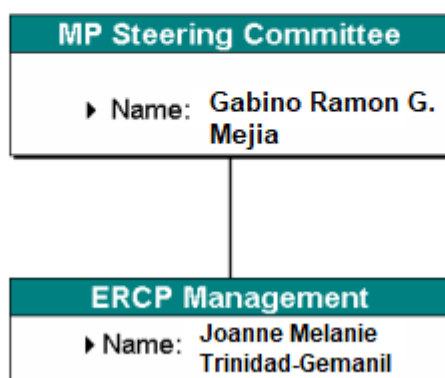 MP Steering Committee
Name: Gabino Ramon G.
Mejia
ERCP Management
Name: Joanne Melanie
Trinidad-Gemanil